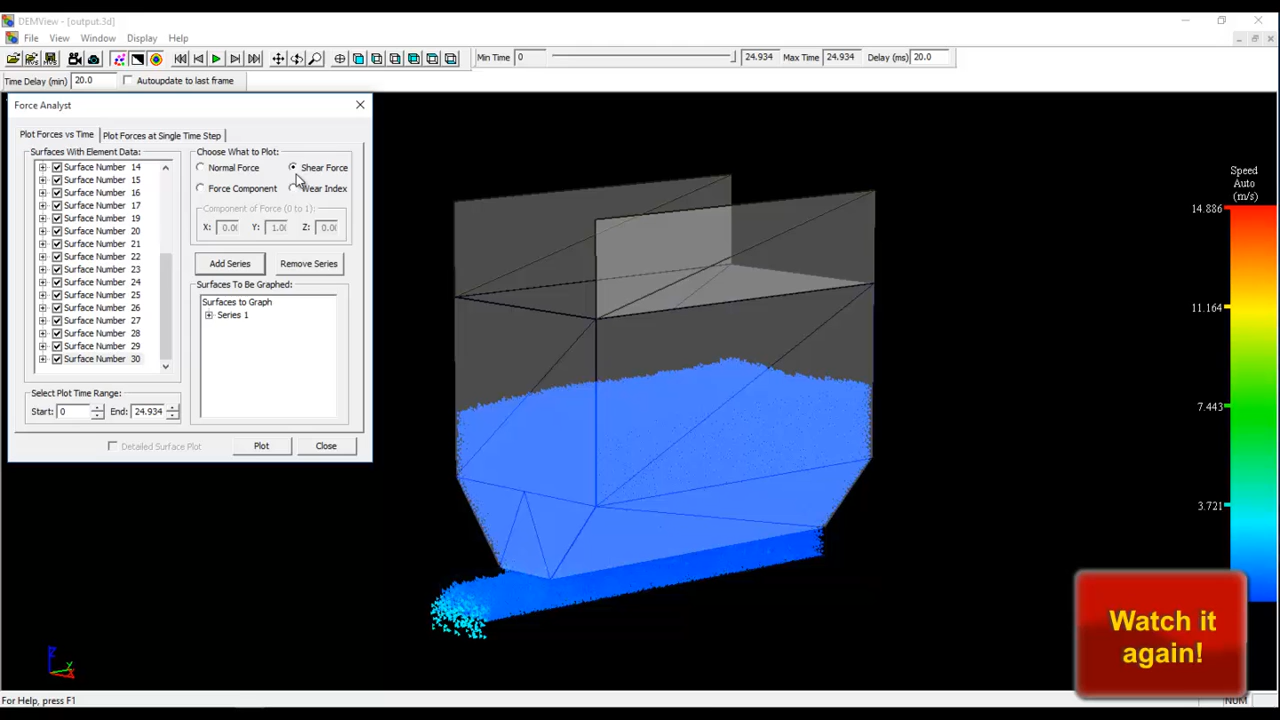 DEMView - [output.3d]
File View Window Display Help
Min Time 0 24.934 Max Time 24.934 Delay (ms) 20.0
Time Delay (min) 20.0 Autoupdate to last frame
Force Analyst
Plot Forces vs Time Plot Forces at Single Time Step
Surfaces With Element Data:
Surface Number 14
Surface Number 15
Surface Number 16
Surface Number 17
Surface Number 19
Surface Number 20
Surface Number 21
Surface Number 22
Surface Number 23
Surface Number 24
Surface Number 25
Surface Number 26
Surface Number 27
Surface Number 28
Surface Number 29
Surface Number 30
Select Plot Time Range:
Start: 0 End: 24.934
Choose What to Plot:
Normal Force Shear Force
Force Component Wear Index
Component of Force (0 to 1):
X: 0.0 Y: 1.0 Z: 0.0
Add Series Remove Series
Surfaces To Be Graphed:
Surfaces to Graph
Series 1
Detailed Surface Plot Plot Close
Speed
Auto
(m/s)
14.886
11.164
7.443
3.721
Watch it
again!
Z
Y
X
For Help, press F1
NUM